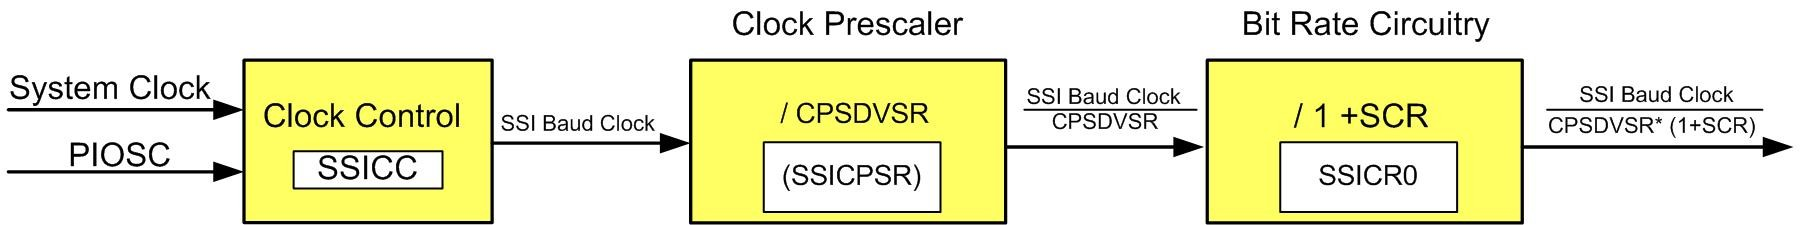 Clock Prescaler
Bit Rate Circuitry
System Clock
PIOSC
Clock Control
SSICC
SSI Baud Clock
/ CPSDVSR
(SSICPSR)
SSI Baud Clock
CPSDVSR
/ 1 +SCR
SSICR0
SSI Baud Clock
CPSDVSR* (1+SCR)